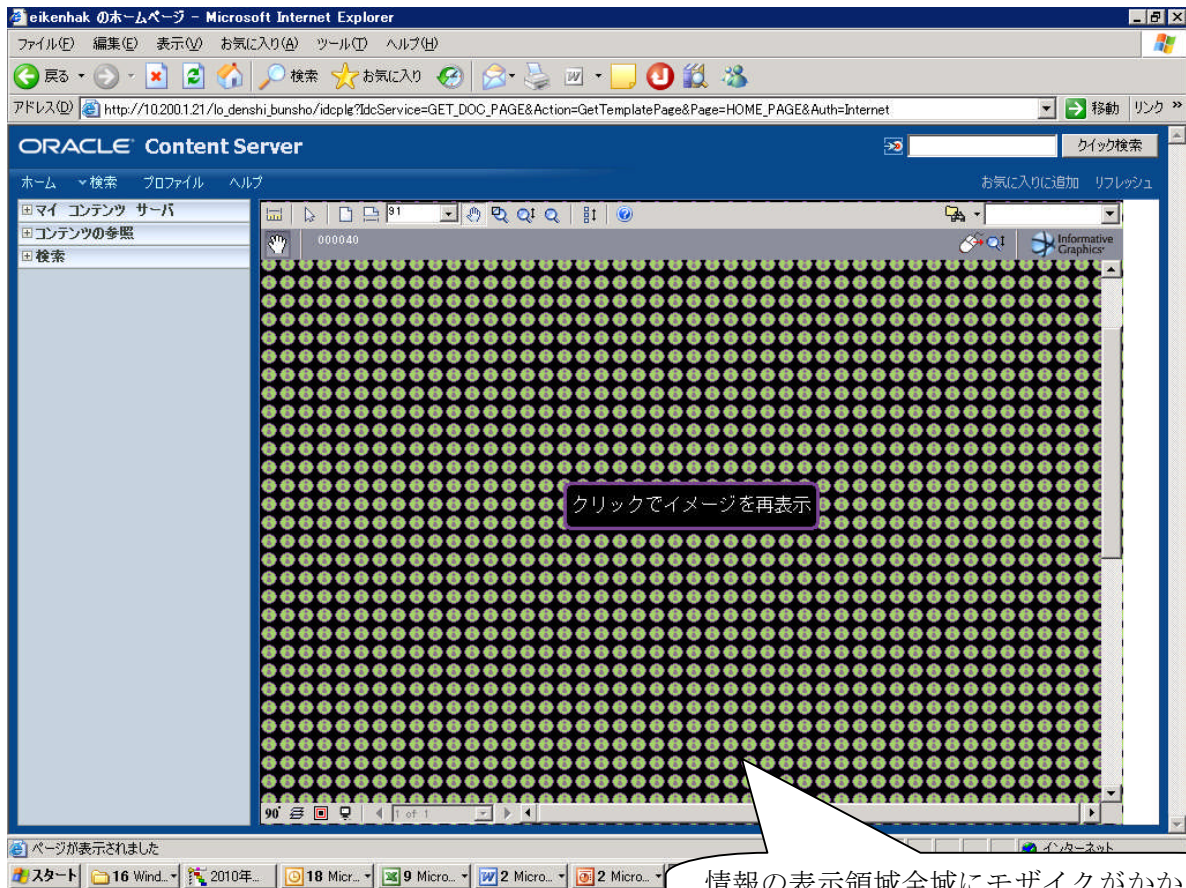 eikenhak のホームページ - Microsoft Internet Explorer
ファイル(F) 編集(E) 表示(V) お気に入り(A) ツール(T) ヘルプ(H)
戻る 検索 お気に入り
アドレス(D) http://10.200.1.21/lo_denshi_bunsho/idcplg?IdcService=GET_DOC_PAGE&Action=GetTemplatePage&Page=HOME_PAGE&Auth=Internet 移動 リンク »
ORACLE Content Server クイック検索
ホーム 検索 プロファイル ヘルプ お気に入りに追加 リフレッシュ
マイ コンテンツ サーバ
コンテンツの参照
検索
91
000040 Informative Graphics
クリックでイメージを再表示
90° 1 of 1
ページが表示されました インターネット
スタート 16 Wind... 2010年... 18 Micr... 9 Micro... 2 Micro... 2 Micro...
情報の表示領域全域にモザイクがかか